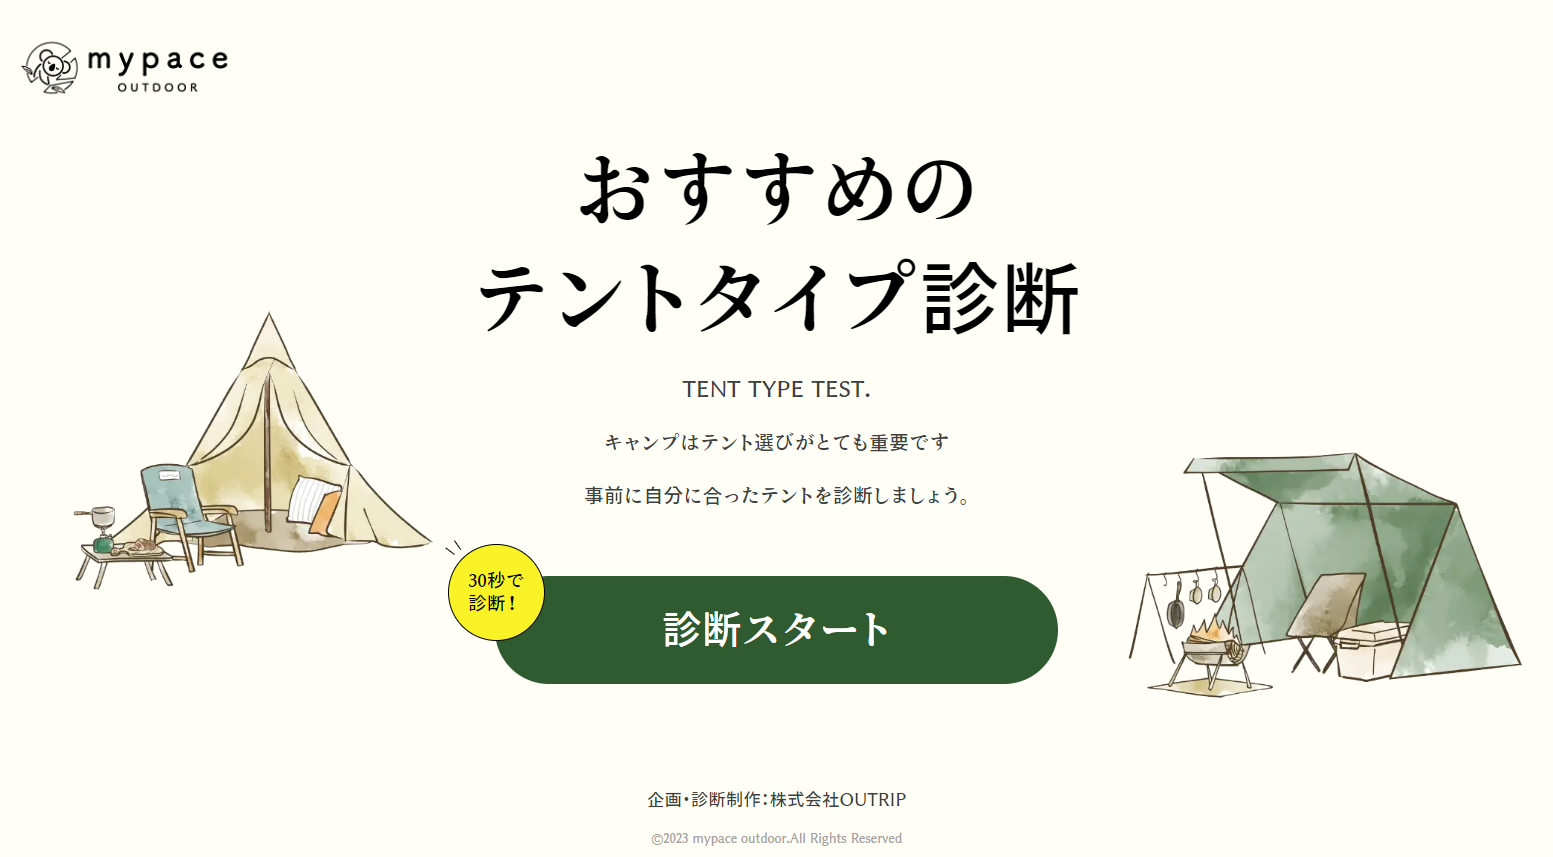 mypace
OUTDOOR
おすすめの
テントタイプ診断
TENT TYPE TEST.
キャンプはテント選びがとても重要です
事前に自分に合ったテントを診断しましょう。
30秒で
診断！
診断スタート
企画・診断制作：株式会社OUTRIP
©2023 mypace outdoor.All Rights Reserved